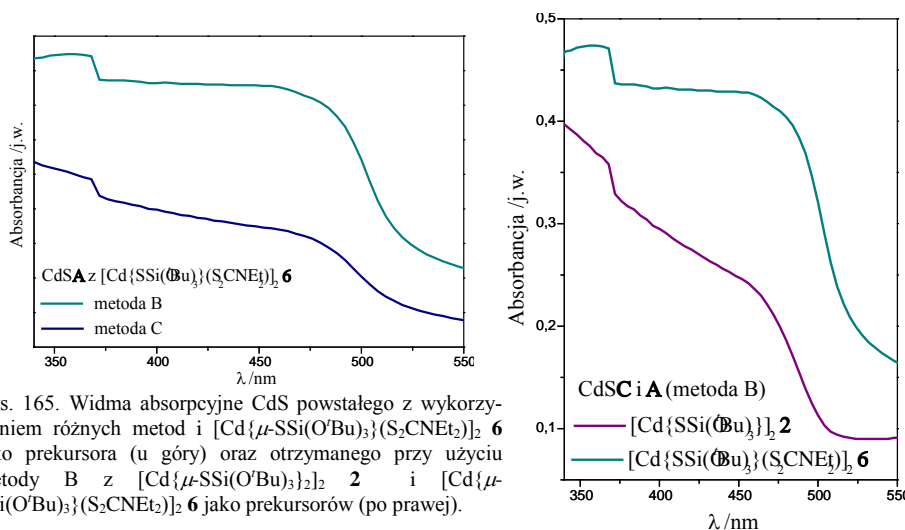 Absorbancja /j.w.
CdSA z [Cd{SSi(OᵗBu)₃}(S₂CNEt₂)]₂ 6
metoda B
metoda C
350 400 450 500 550
λ/nm
s. 165. Widma absorpcyjne CdS powstałego z wykorzy-
niem różnych metod i [Cd{μ-SSi(OᵗBu)₃}(S₂CNEt₂)]₂ 6
to prekursora (u góry) oraz otrzymanego przy użyciu
etody B z [Cd{μ-SSi(OᵗBu)₃}₂]₂ 2 i [Cd{μ-
i(OᵗBu)₃}(S₂CNEt₂)]₂ 6 jako prekursorów (po prawej).
0,5
0,4
0,3
0,2
0,1
Absorbancja /j.w.
CdSC i A (metoda B)
[Cd{SSi(OᵗBu)₃}]₂ 2
[Cd{SSi(OᵗBu)₃}(S₂CNEt₂)]₂ 6
350 400 450 500 550
λ/nm